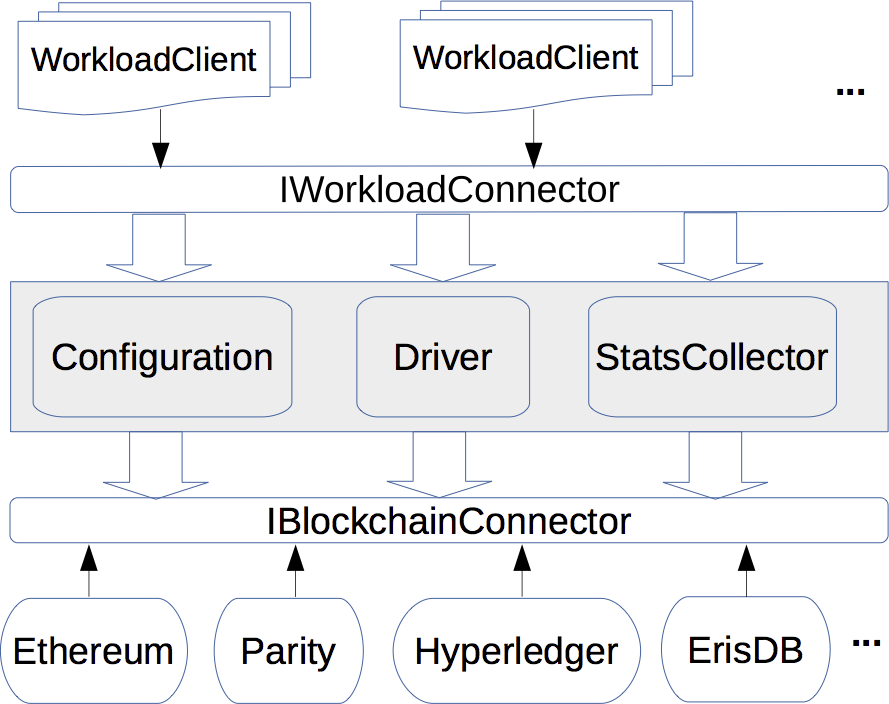 WorkloadClient
WorkloadClient
...
IWorkloadConnector
Configuration
Driver
StatsCollector
IBlockchainConnector
Ethereum
Parity
Hyperledger
ErisDB
...